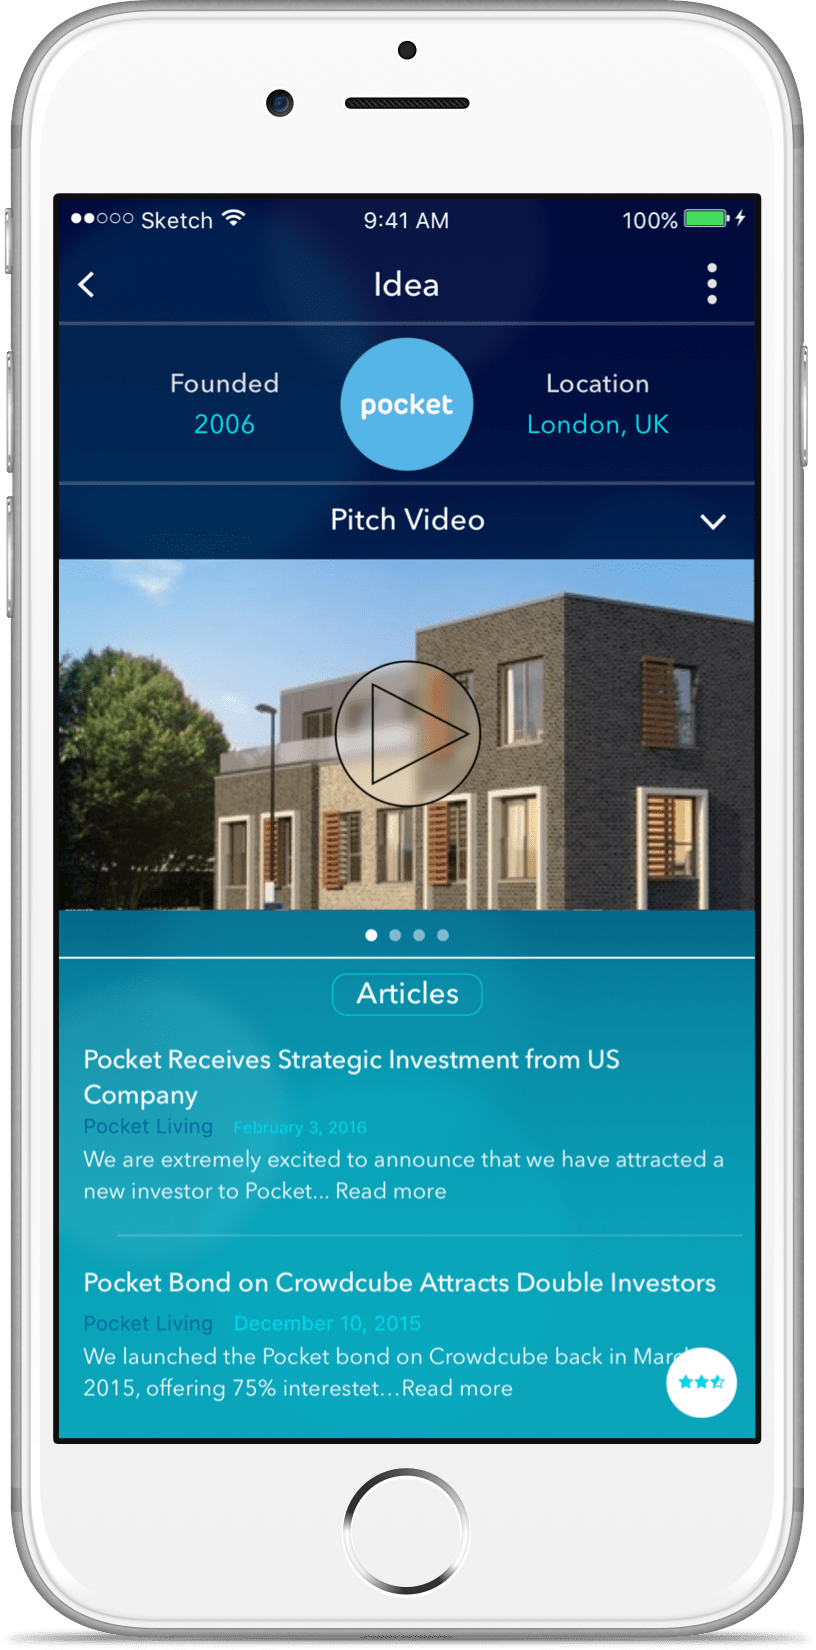 Sketch 9:41 AM 100%
Idea
Founded
2006
pocket
Location
London, UK
Pitch Video
Articles
Pocket Receives Strategic Investment from US
Company
Pocket Living February 3, 2016
We are extremely excited to announce that we have attracted a
new investor to Pocket... Read more
Pocket Bond on Crowdcube Attracts Double Investors
Pocket Living December 10, 2015
We launched the Pocket bond on Crowdcube back in March
2015, offering 75% interestet...Read more